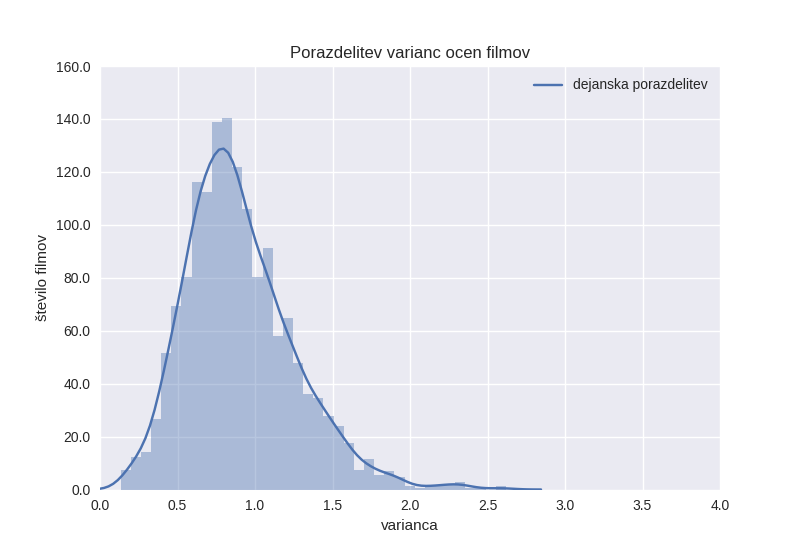 Porazdelitev varianc ocen filmov
dejanska porazdelitev
število filmov
160.0
140.0
120.0
100.0
80.0
60.0
40.0
20.0
0.0
0.0 0.5 1.0 1.5 2.0 2.5 3.0 3.5 4.0
varianca